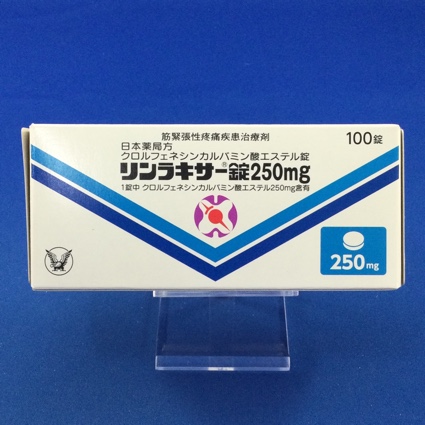 筋緊張性疼痛疾患治療剤
日本薬局方
クロルフェネシンカルバミン酸エステル錠
100錠
リンラキサー®錠250mg
1錠中 クロルフェネシンカルバミン酸エステル250mg含有
250mg